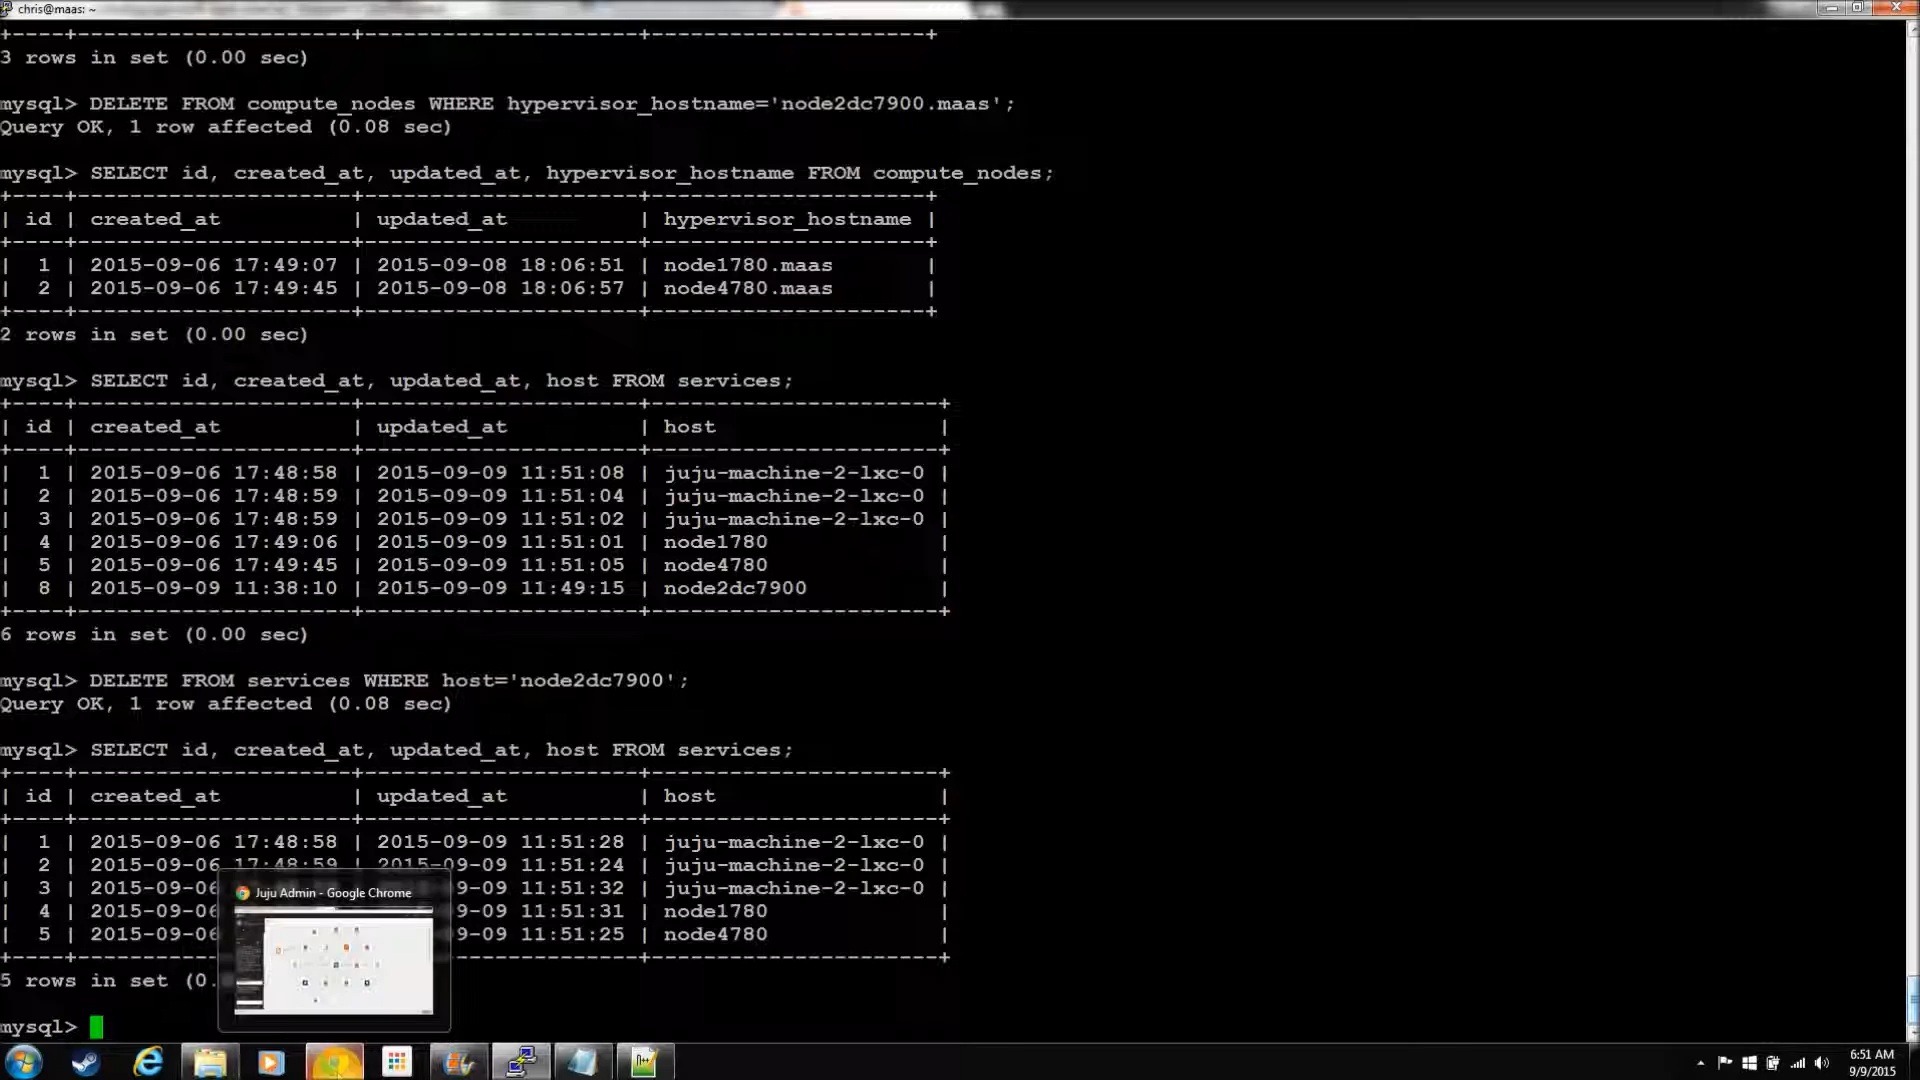 chris@maas: ~
+----+---------------------+---------------------+---------------------+
3 rows in set (0.00 sec)
mysql> DELETE FROM compute_nodes WHERE hypervisor_hostname='node2dc7900.maas';
Query OK, 1 row affected (0.08 sec)
mysql> SELECT id, created_at, updated_at, hypervisor_hostname FROM compute_nodes;
+----+---------------------+---------------------+---------------------+
| id | created_at | updated_at | hypervisor_hostname |
+----+---------------------+---------------------+---------------------+
| 1 | 2015-09-06 17:49:07 | 2015-09-08 18:06:51 | node1780.maas |
| 2 | 2015-09-06 17:49:45 | 2015-09-08 18:06:57 | node4780.maas |
+----+---------------------+---------------------+---------------------+
2 rows in set (0.00 sec)
mysql> SELECT id, created_at, updated_at, host FROM services;
+----+---------------------+---------------------+----------------------+
| id | created_at | updated_at | host |
+----+---------------------+---------------------+----------------------+
| 1 | 2015-09-06 17:48:58 | 2015-09-09 11:51:08 | juju-machine-2-lxc-0 |
| 2 | 2015-09-06 17:48:59 | 2015-09-09 11:51:04 | juju-machine-2-lxc-0 |
| 3 | 2015-09-06 17:48:59 | 2015-09-09 11:51:02 | juju-machine-2-lxc-0 |
| 4 | 2015-09-06 17:49:06 | 2015-09-09 11:51:01 | node1780 |
| 5 | 2015-09-06 17:49:45 | 2015-09-09 11:51:05 | node4780 |
| 8 | 2015-09-09 11:38:10 | 2015-09-09 11:49:15 | node2dc7900 |
+----+---------------------+---------------------+----------------------+
6 rows in set (0.00 sec)
mysql> DELETE FROM services WHERE host='node2dc7900';
Query OK, 1 row affected (0.08 sec)
mysql> SELECT id, created_at, updated_at, host FROM services;
+----+---------------------+---------------------+----------------------+
| id | created_at | updated_at | host |
+----+---------------------+---------------------+----------------------+
| 1 | 2015-09-06 17:48:58 | 2015-09-09 11:51:28 | juju-machine-2-lxc-0 |
| 2 | 2015-09-06 17:48:59 | 2015-09-09 11:51:24 | juju-machine-2-lxc-0 |
| 3 | 2015-09-06 9-09 11:51:32 | juju-machine-2-lxc-0 |
| 4 | 2015-09-06 9-09 11:51:31 | node1780 |
| 5 | 2015-09-06 9-09 11:51:25 | node4780 |
+----+---------------------+---------------------+----------------------+
5 rows in set (0.
Juju Admin - Google Chrome
mysql>
6:51 AM
9/9/2015